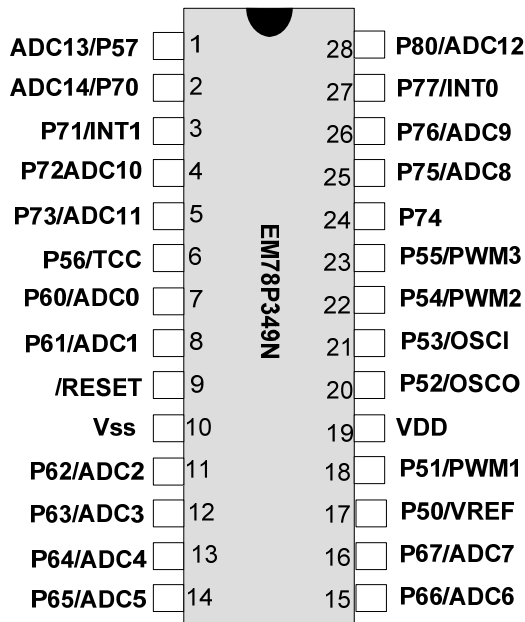 ADC13/P57 1 28 P80/ADC12
ADC14/P70 2 27 P77/INT0
P71/INT1 3 26 P76/ADC9
P72ADC10 4 25 P75/ADC8
P73/ADC11 5 24 P74
P56/TCC 6 23 P55/PWM3
P60/ADC0 7 22 P54/PWM2
P61/ADC1 8 21 P53/OSCI
/RESET 9 20 P52/OSCO
Vss 10 19 VDD
P62/ADC2 11 18 P51/PWM1
P63/ADC3 12 17 P50/VREF
P64/ADC4 13 16 P67/ADC7
P65/ADC5 14 15 P66/ADC6
EM78P349N